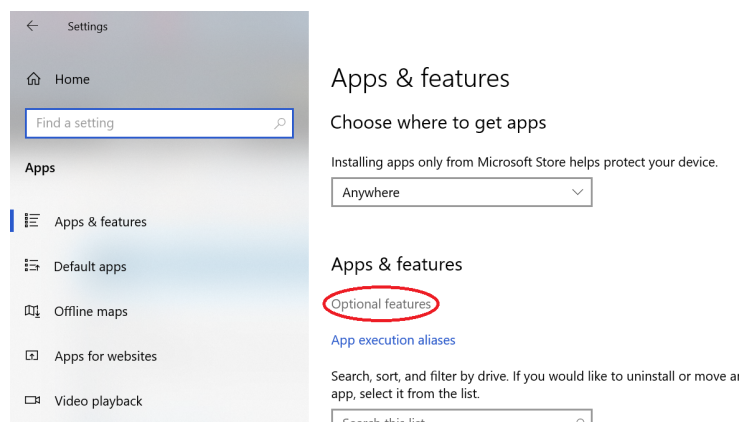 Settings
Home
Find a setting
Apps
Apps & features
Default apps
Offline maps
Apps for websites
Video playback
Apps & features
Choose where to get apps
Installing apps only from Microsoft Store helps protect your device.
Anywhere
Apps & features
Optional features
App execution aliases
Search, sort, and filter by drive. If you would like to uninstall or move an
app, select it from the list.
Search this list